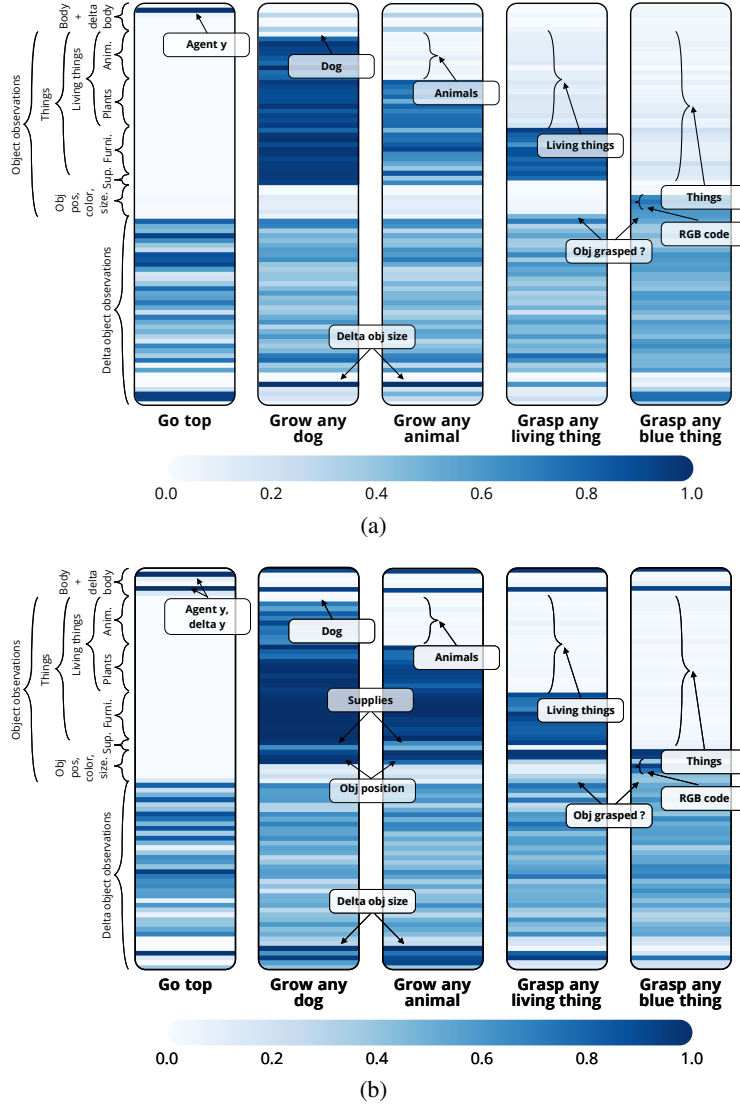 Body
+
delta
body
Object observations
Things
Living things
Anim.
Plants
Furni.
Sup.
Obj
pos,
color,
size.
Delta object observations
Agent y
Dog
Animals
Living things
Things
RGB code
Obj grasped ?
Delta obj size
Go top
Grow any
dog
Grow any
animal
Grasp any
living thing
Grasp any
blue thing
0.0 0.2 0.4 0.6 0.8 1.0
(a)
Body
+
delta
body
Object observations
Things
Living things
Anim.
Plants
Furni.
Sup.
Obj
pos,
color,
size.
Delta object observations
Agent y,
delta y
Dog
Animals
Supplies
Living things
Things
Obj position
RGB code
Obj grasped ?
Delta obj size
Go top
Grow any
dog
Grow any
animal
Grasp any
living thing
Grasp any
blue thing
0.0 0.2 0.4 0.6 0.8 1.0
(b)